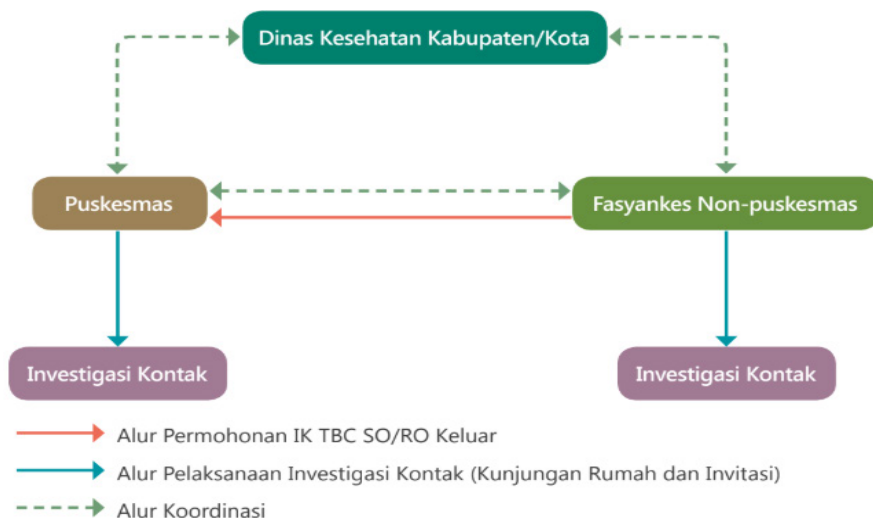 Dinas Kesehatan Kabupaten/Kota
Puskesmas
Fasyankes Non-puskesmas
Investigasi Kontak
Investigasi Kontak
Alur Permohonan IK TBC SO/RO Keluar
Alur Pelaksanaan Investigasi Kontak (Kunjungan Rumah dan Invitasi)
Alur Koordinasi